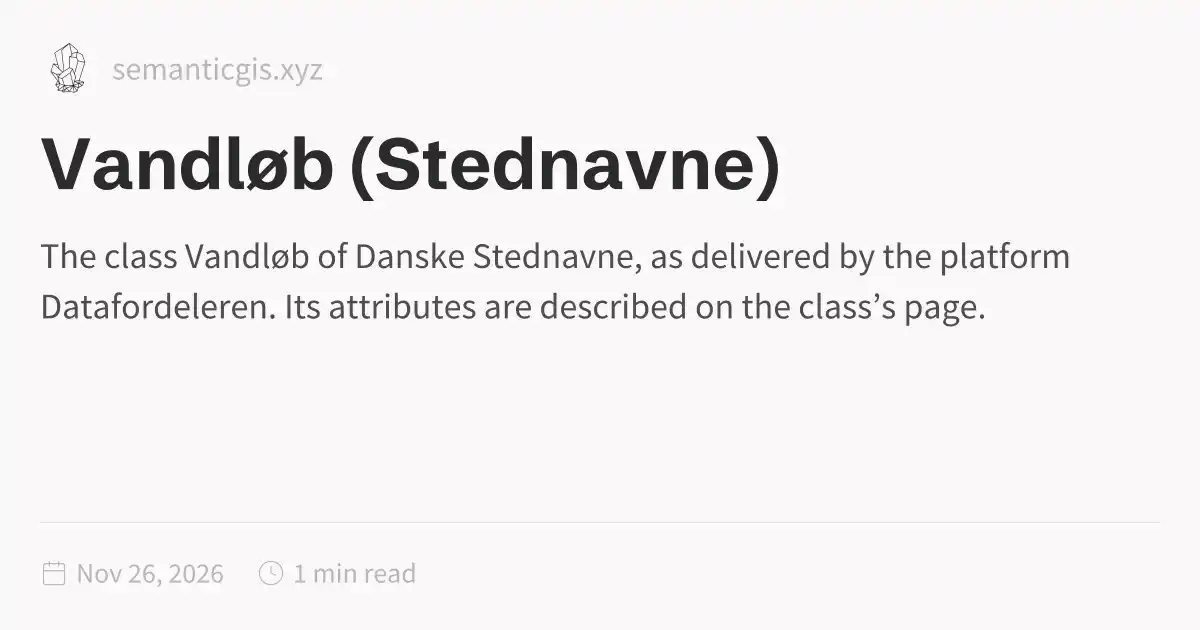 semanticgis.xyz
Vandløb (Stednavne)
The class Vandløb of Danske Stednavne, as delivered by the platform
Datafordeleren. Its attributes are described on the class’s page.
Nov 26, 2026 1 min read